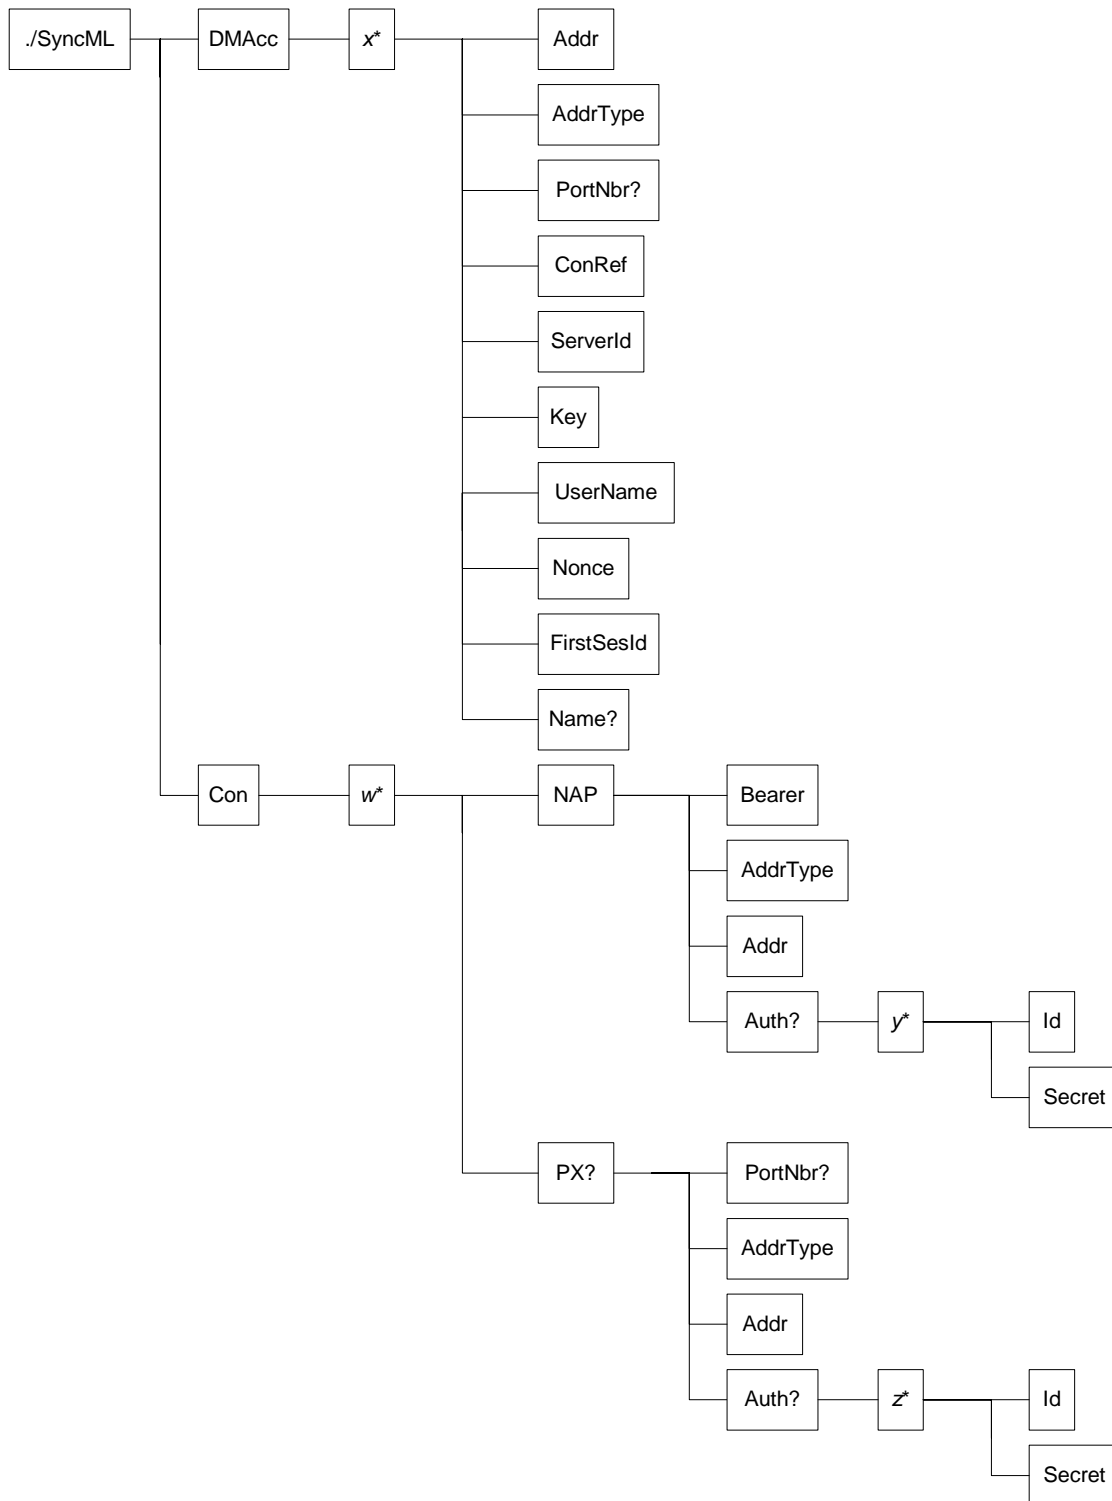 ./SyncML
DMAcc
x*
Addr
AddrType
PortNbr?
ConRef
ServerId
Key
UserName
Nonce
FirstSesId
Name?
Con
w*
NAP
Bearer
AddrType
Addr
Auth?
y*
Id
Secret
PX?
PortNbr?
AddrType
Addr
Auth?
z*
Id
Secret